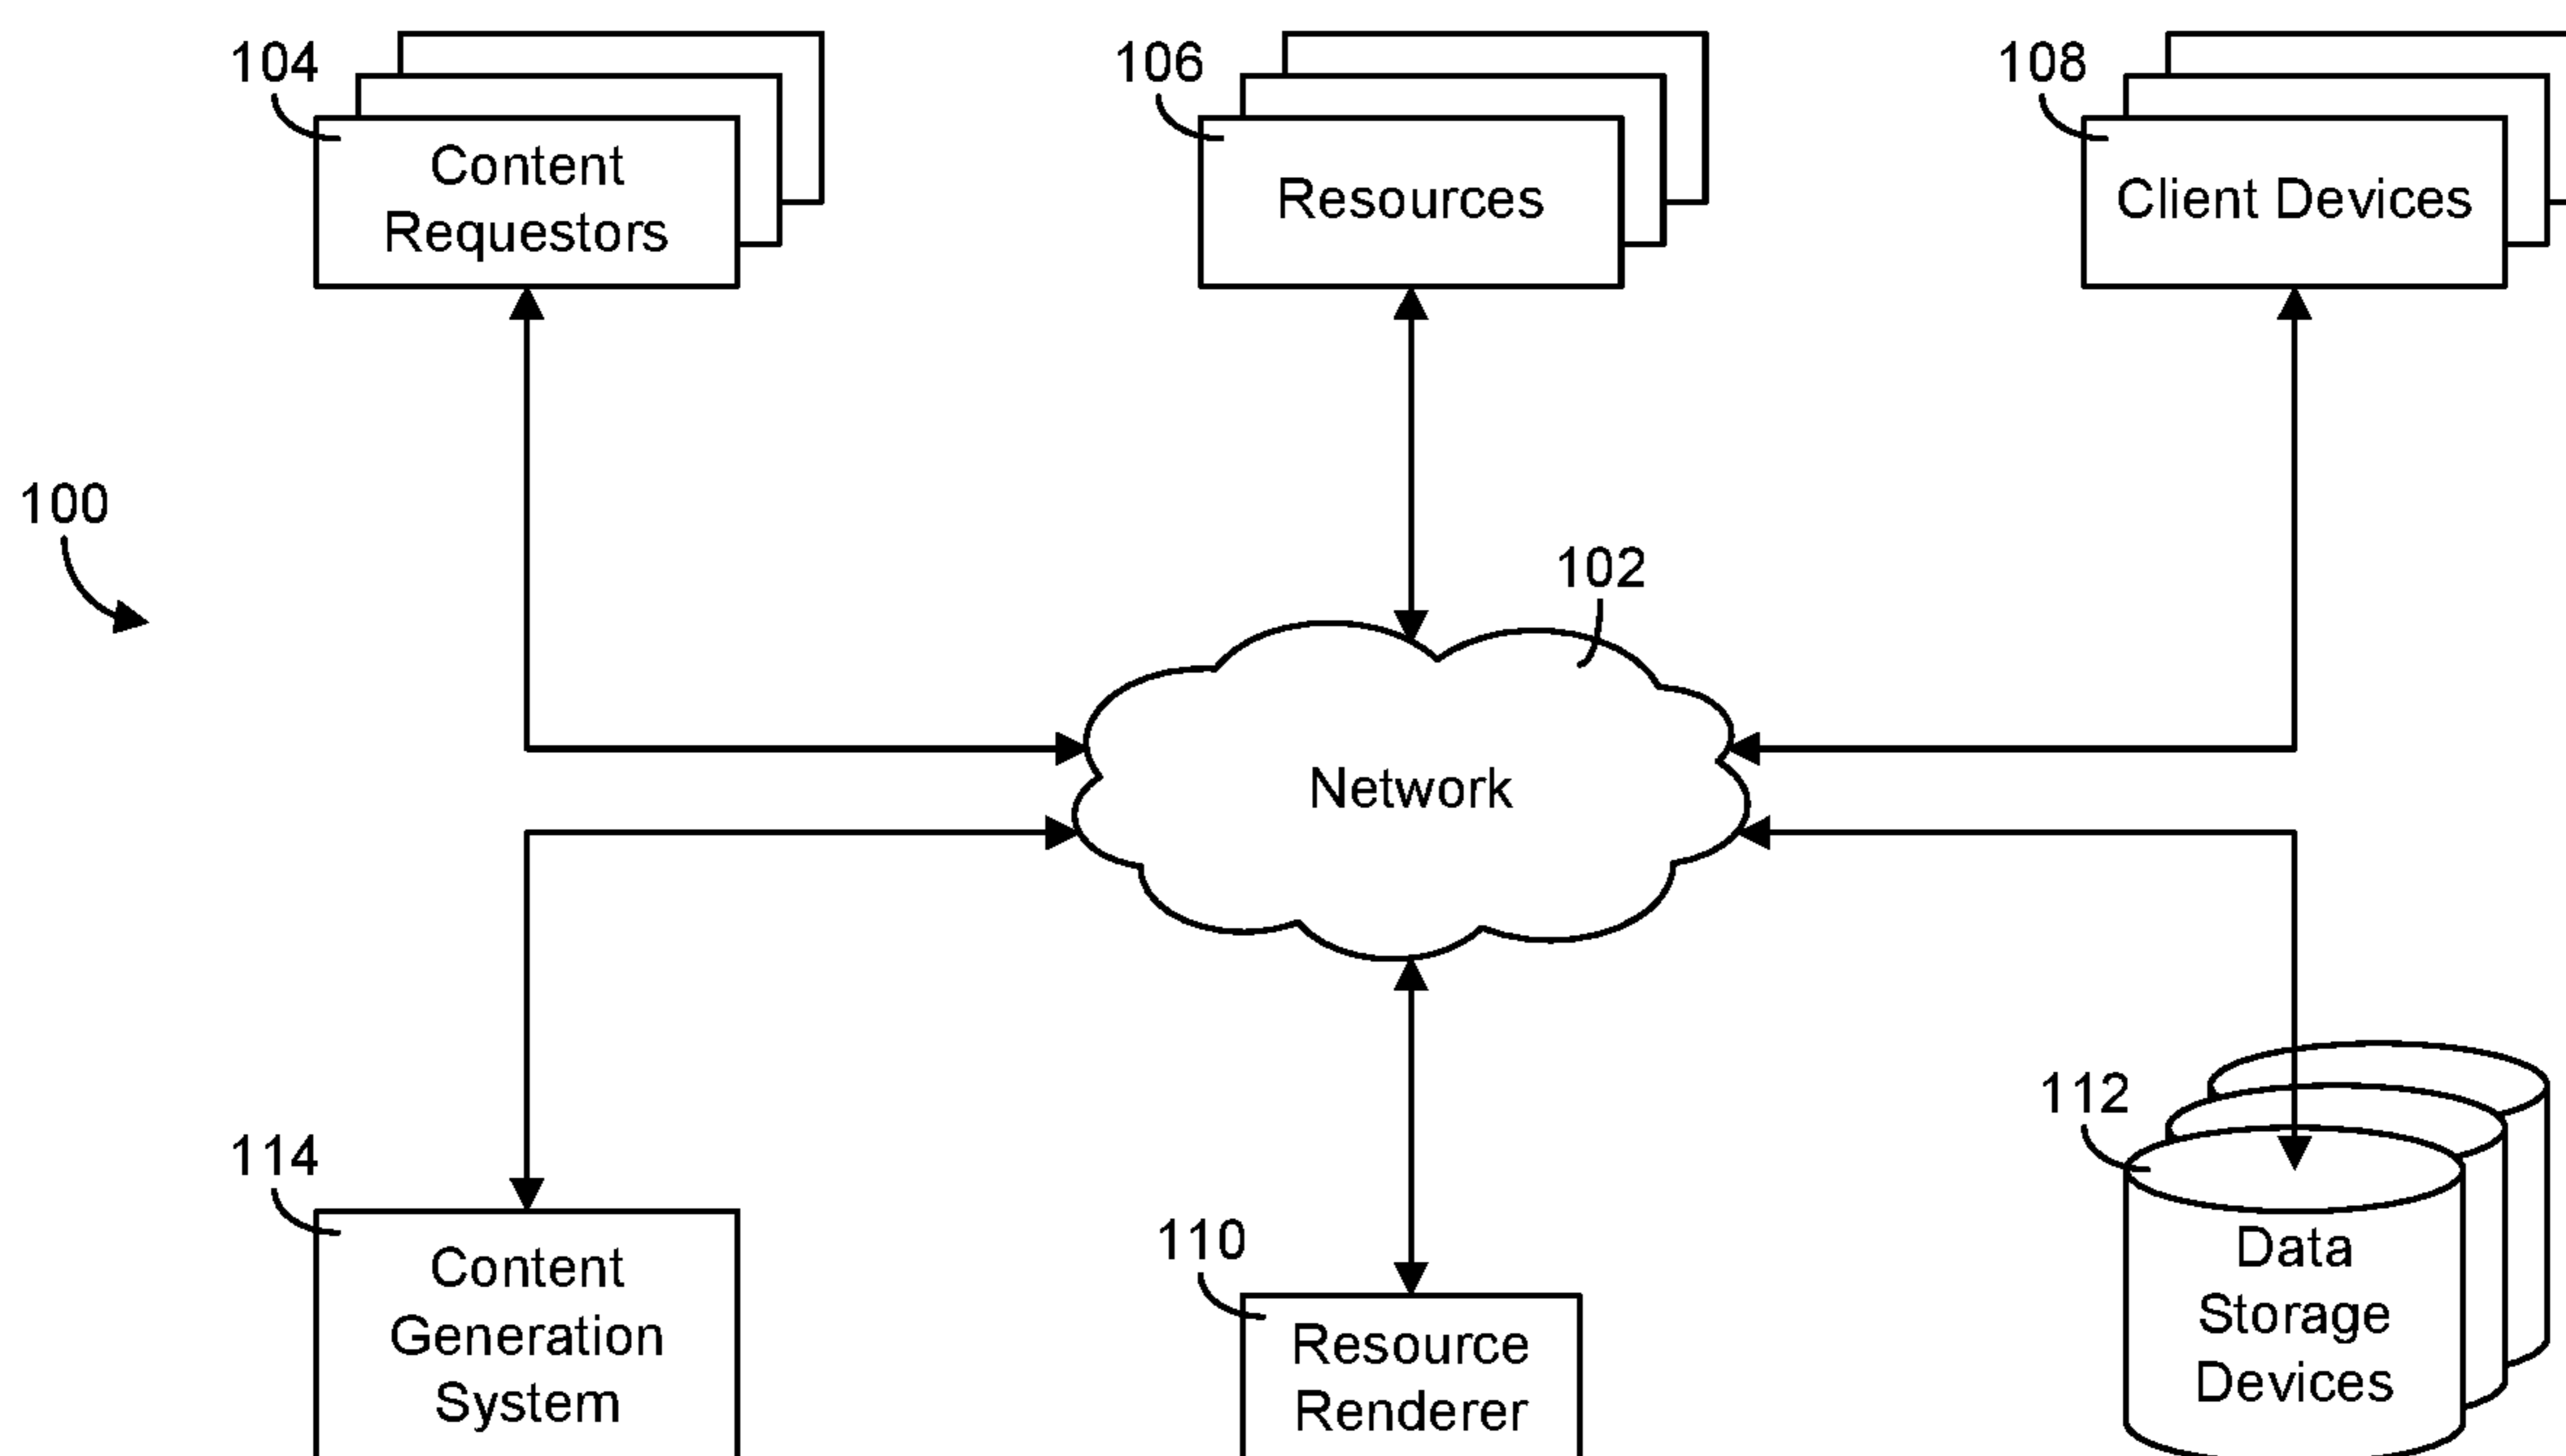 104
Content
Requestors
106
Resources
108
Client Devices
100
102
Network
114
Content
Generation
System
110
Resource
Renderer
112
Data
Storage
Devices